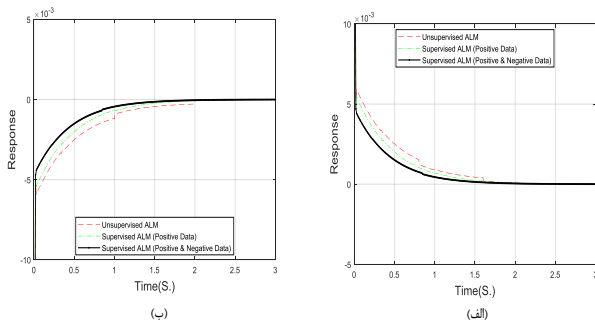 5 ×10⁻³
Unsupervised ALM
Supervised ALM (Positive Data)
Supervised ALM (Positive & Negative Data)
Response
5
0
-5
-10
0 0.5 1 1.5 2 2.5 3
Time(S.)
(ب)
10 ×10⁻³
Unsupervised ALM
Supervised ALM (Positive Data)
Supervised ALM (Positive & Negative Data)
Response
5
0
-5
0 0.5 1 1.5 2 2.5 3
Time(S.)
(الف)